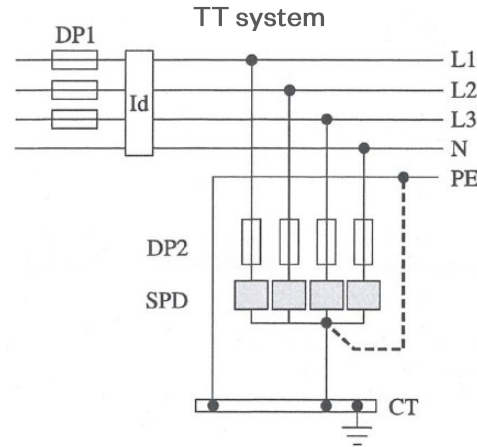 TT system
DP1
L1
L2
Id
L3
N
PE
DP2
SPD
CT